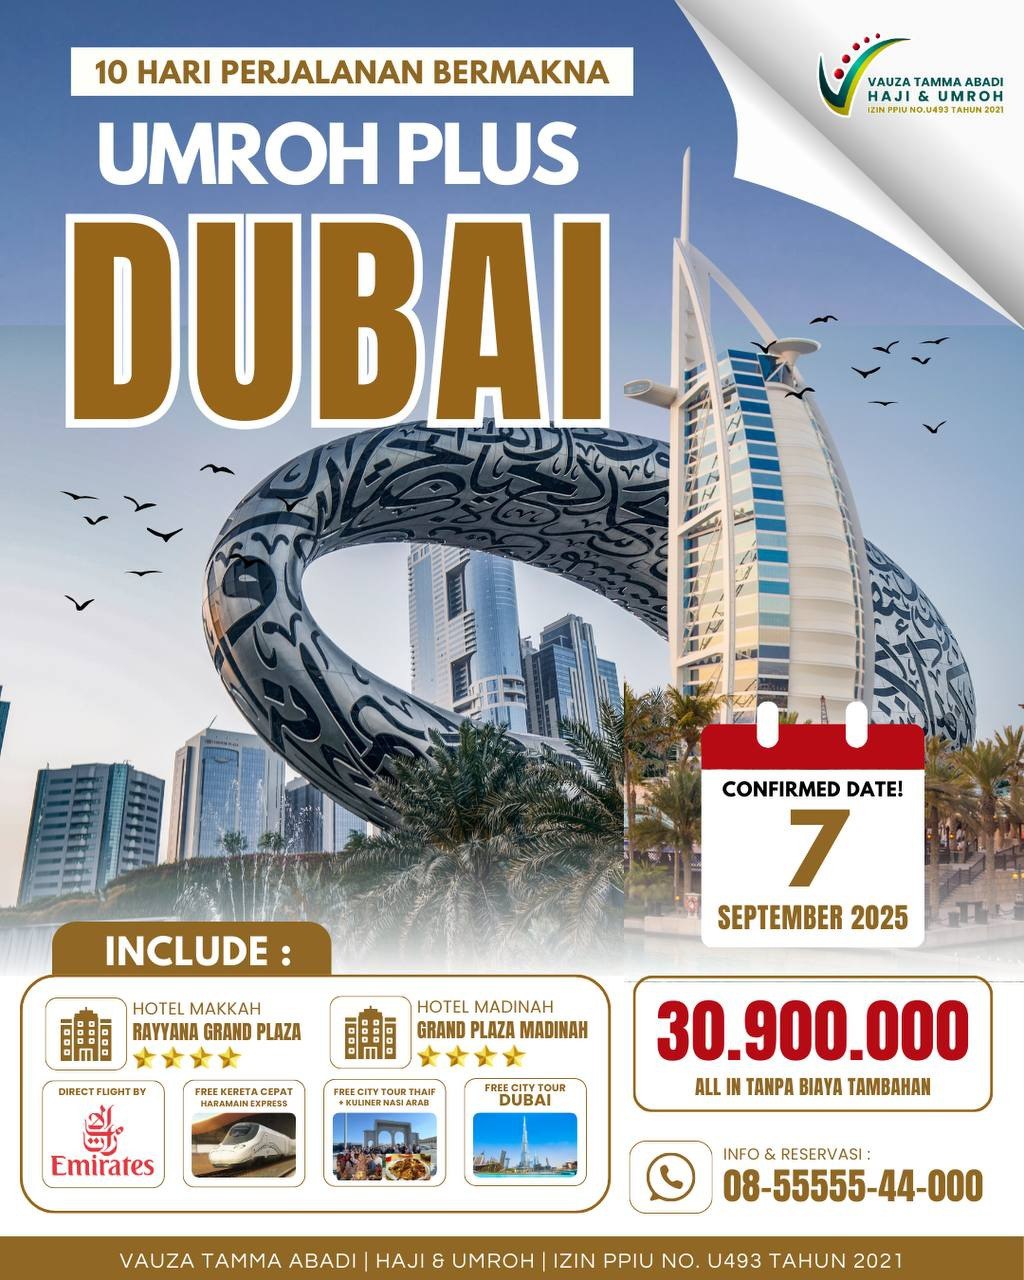 10 HARI PERJALANAN BERMAKNA
VAUZA TAMMA ABADI
HAJI & UMROH
IZIN PPIU NO.U493 TAHUN 2021
UMROH PLUS
DUBAI
CONFIRMED DATE!
7
SEPTEMBER 2025
INCLUDE :
HOTEL MAKKAH
RAYYANA GRAND PLAZA
HOTEL MADINAH
GRAND PLAZA MADINAH
DIRECT FLIGHT BY
Emirates
FREE KERETA CEPAT
HARAMAIN EXPRESS
FREE CITY TOUR THAIF
+ KULINER NASI ARAB
FREE CITY TOUR
DUBAI
30.900.000
ALL IN TANPA BIAYA TAMBAHAN
INFO & RESERVASI :
08-55555-44-000
VAUZA TAMMA ABADI | HAJI & UMROH | IZIN PPIU NO. U493 TAHUN 2021